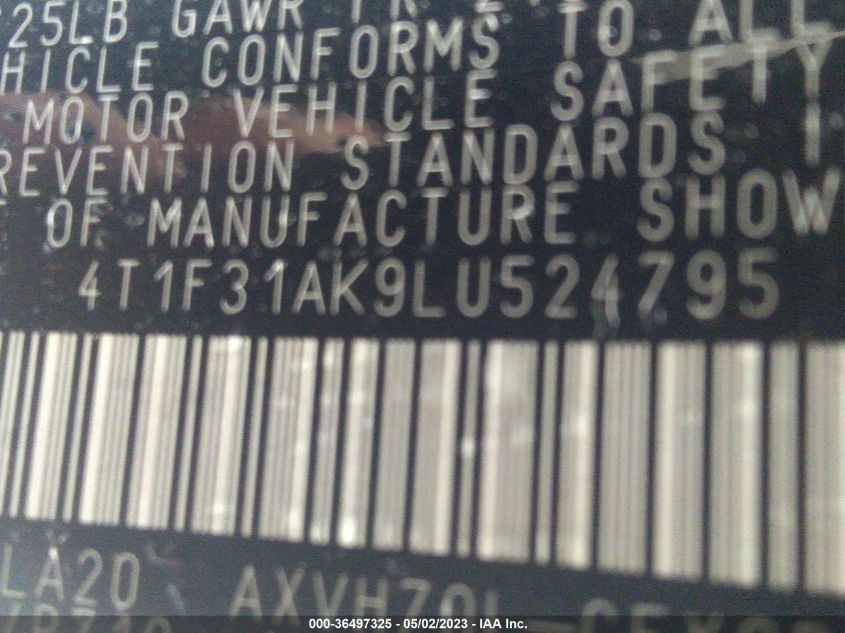 25LB GAWR FR
HICLE CONFORMS TO ALL
MOTOR VEHICLE SAFETY
REVENTION STANDARDS I
OF MANUFACTURE SHOW
4T1F31AK9LU524795
LA20 AXVH70L
000-36497325 - 05/02/2023 - IAA Inc.